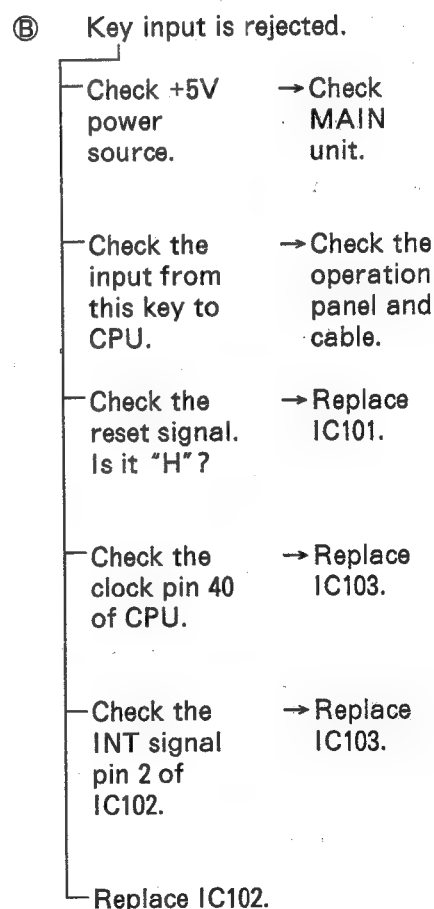 Ⓑ Key input is rejected.
Check +5V
power
source.
→ Check
MAIN
unit.
Check the
input from
this key to
CPU.
→ Check the
operation
panel and
cable.
Check the
reset signal.
Is it "H"?
→ Replace
IC101.
Check the
clock pin 40
of CPU.
→ Replace
IC103.
Check the
INT signal
pin 2 of
IC102.
→ Replace
IC103.
Replace IC102.